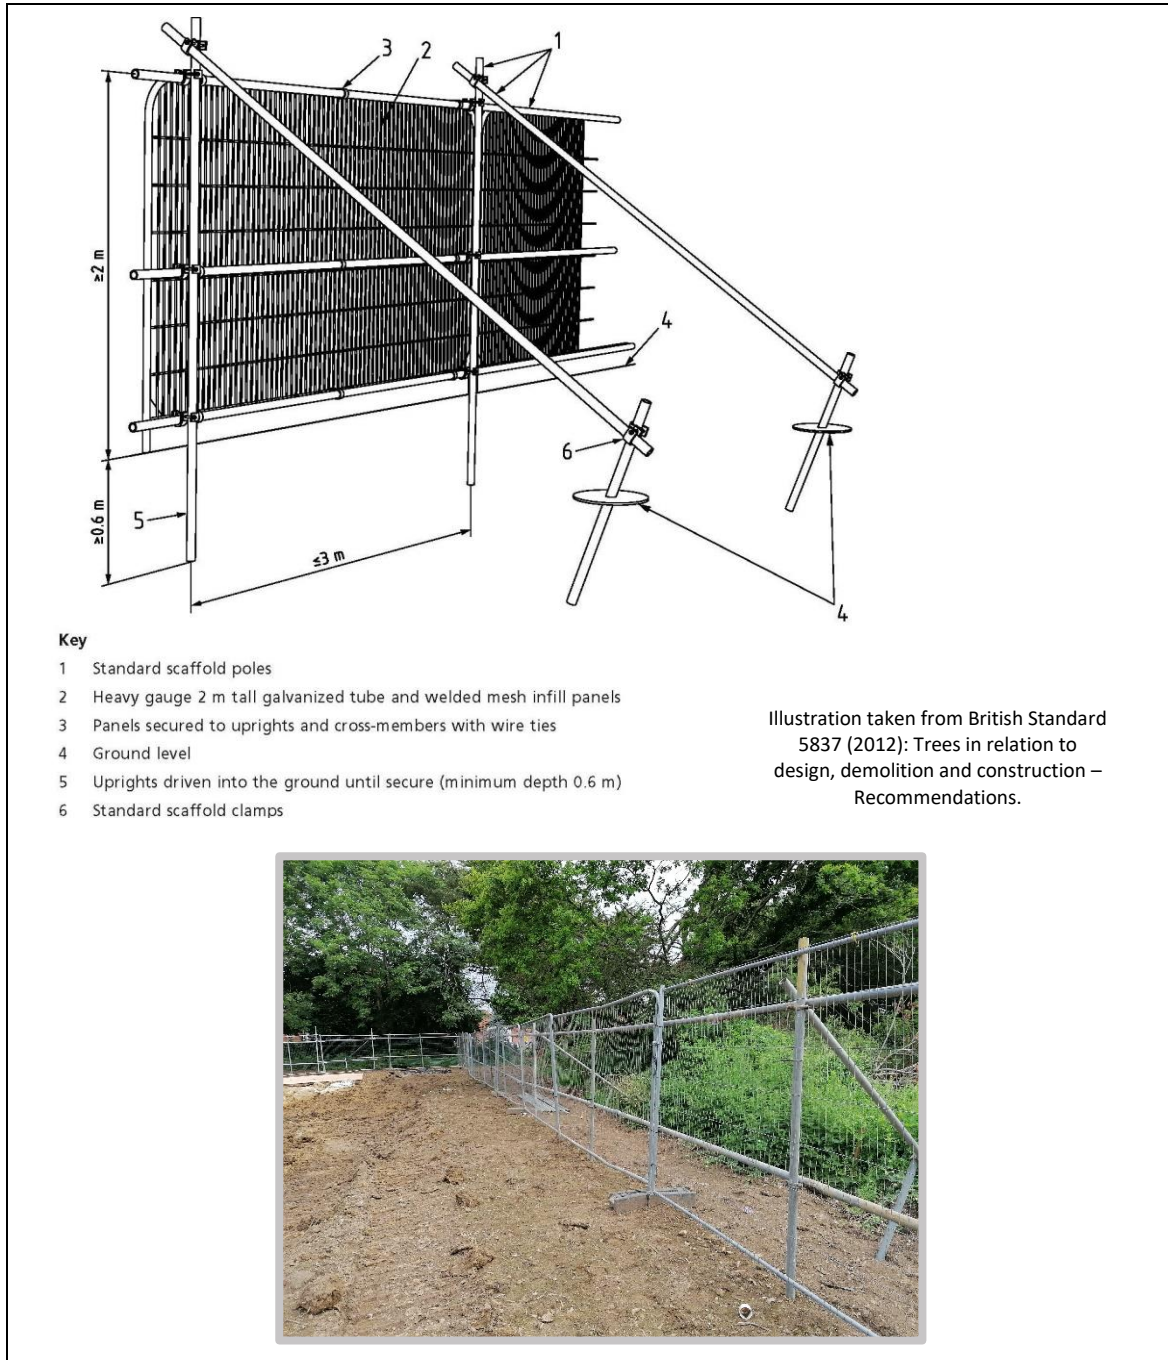 1
3
2
≥2 m
4
6
5
≥0.6 m
≤3 m
4
Key
1 Standard scaffold poles
2 Heavy gauge 2 m tall galvanized tube and welded mesh infill panels
3 Panels secured to uprights and cross-members with wire ties
4 Ground level
5 Uprights driven into the ground until secure (minimum depth 0.6 m)
6 Standard scaffold clamps
Illustration taken from British Standard
5837 (2012): Trees in relation to
design, demolition and construction –
Recommendations.